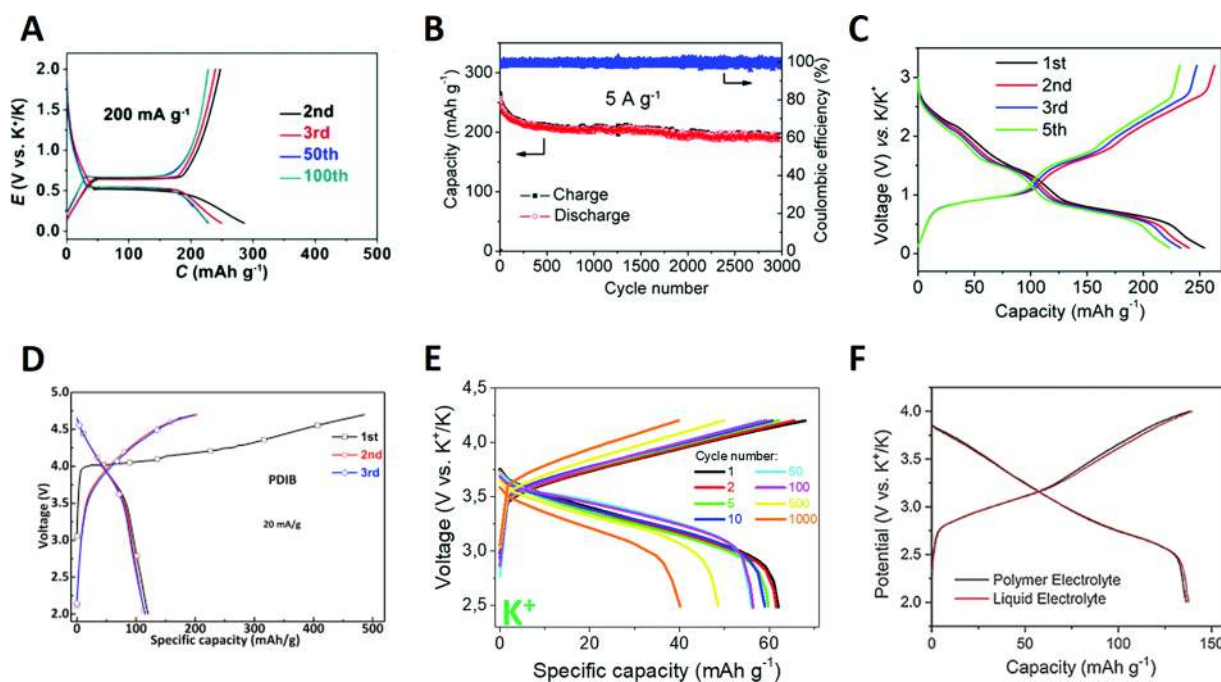 A
E (V vs. K⁺/K)
2.0
1.5
1.0
0.5
0.0
200 mA g⁻¹
2nd
3rd
50th
100th
0 100 200 300 400 500
C (mAh g⁻¹)
B
Capacity (mAh g⁻¹)
300
200
100
0
5 A g⁻¹
Charge
Discharge
Coulombic efficiency (%)
100
80
60
40
20
0
0 500 1000 1500 2000 2500 3000
Cycle number
C
Voltage (V) vs. K/K⁺
3
2
1
0
1st
2nd
3rd
5th
0 50 100 150 200 250
Capacity (mAh g⁻¹)
D
Voltage (V)
5.0
4.5
4.0
3.5
3.0
2.5
2.0
1st
2nd
3rd
PDIB
20 mA/g
0 100 200 300 400 500
Specific capacity (mAh/g)
E
Voltage (V vs. K⁺/K)
4,5
4,2
3,5
3,0
2,5
Cycle number:
1 50
2 100
5 500
10 1000
K⁺
0 20 40 60
Specific capacity (mAh g⁻¹)
F
Potential (V vs. K⁺/K)
4.0
3.5
3.0
2.5
2.0
Polymer Electrolyte
Liquid Electrolyte
0 50 100 150
Capacity (mAh g⁻¹)